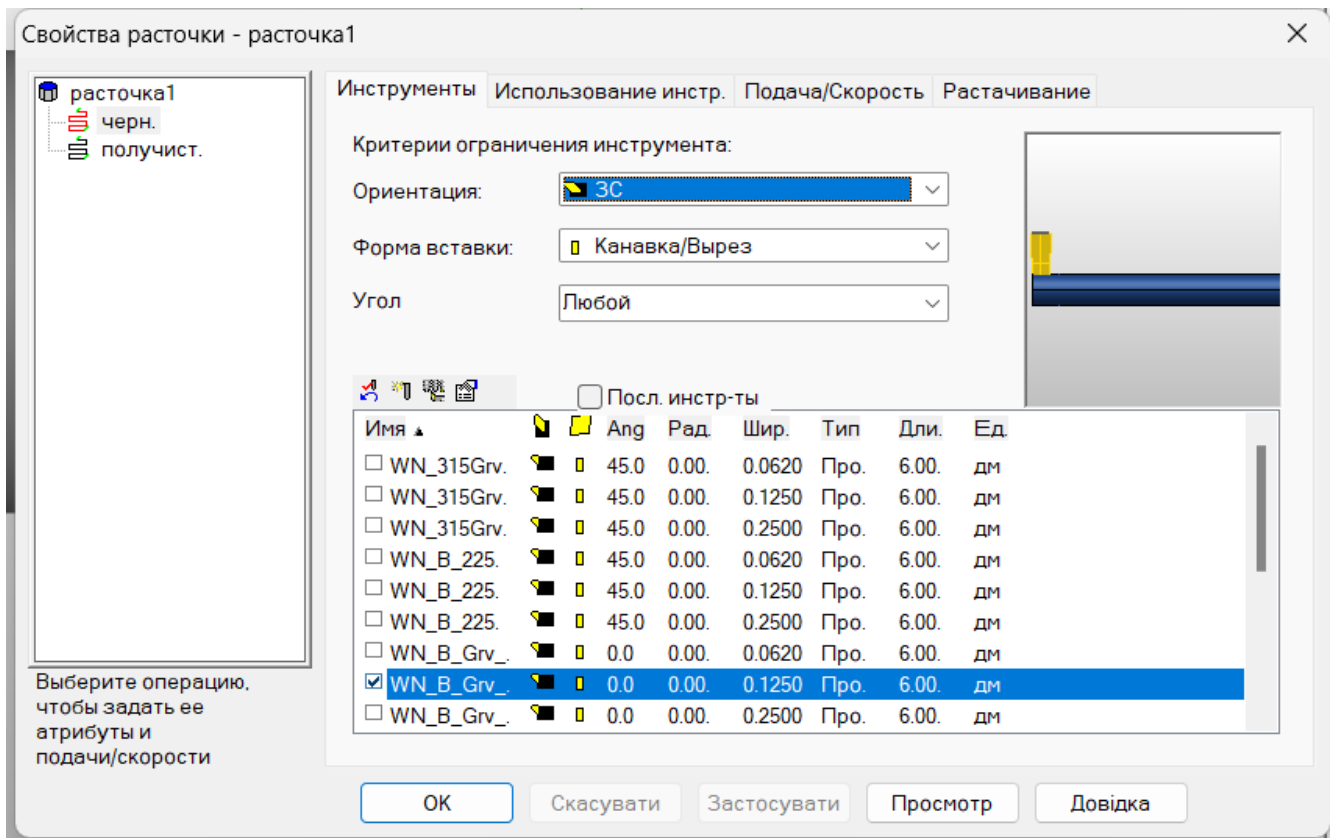 Свойства расточки - расточка1
расточка1
черн.
получист.
Выберите операцию,
чтобы задать ее
атрибуты и
подачи/скорости
Инструменты Использование инстр. Подача/Скорость Растачивание
Критерии ограничения инструмента:
Ориентация: ЗС
Форма вставки: Канавка/Вырез
Угол Любой
Посл. инстр-ты
Имя Ang Рад. Шир. Тип Дли. Ед.
WN_315Grv. 45.0 0.00. 0.0620 Про. 6.00. дм
WN_315Grv. 45.0 0.00. 0.1250 Про. 6.00. дм
WN_315Grv. 45.0 0.00. 0.2500 Про. 6.00. дм
WN_B_225. 45.0 0.00. 0.0620 Про. 6.00. дм
WN_B_225. 45.0 0.00. 0.1250 Про. 6.00. дм
WN_B_225. 45.0 0.00. 0.2500 Про. 6.00. дм
WN_B_Grv_. 0.0 0.00. 0.0620 Про. 6.00. дм
WN_B_Grv_. 0.0 0.00. 0.1250 Про. 6.00. дм
WN_B_Grv_. 0.0 0.00. 0.2500 Про. 6.00. дм
ОК Скасувати Застосувати Просмотр Довідка